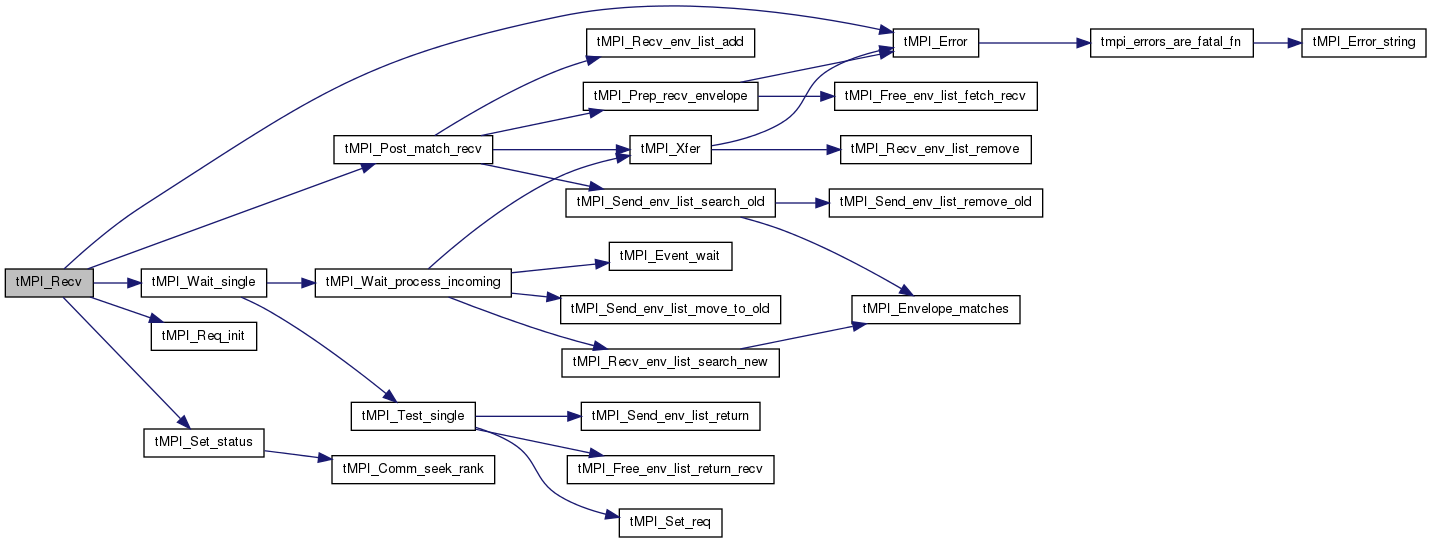 tMPI_Error
tmpi_errors_are_fatal_fn
tMPI_Error_string
tMPI_Recv_env_list_add
tMPI_Prep_recv_envelope
tMPI_Free_env_list_fetch_recv
tMPI_Post_match_recv
tMPI_Xfer
tMPI_Recv_env_list_remove
tMPI_Send_env_list_search_old
tMPI_Send_env_list_remove_old
tMPI_Event_wait
tMPI_Recv
tMPI_Wait_single
tMPI_Wait_process_incoming
tMPI_Send_env_list_move_to_old
tMPI_Envelope_matches
tMPI_Req_init
tMPI_Recv_env_list_search_new
tMPI_Test_single
tMPI_Send_env_list_return
tMPI_Set_status
tMPI_Comm_seek_rank
tMPI_Free_env_list_return_recv
tMPI_Set_req